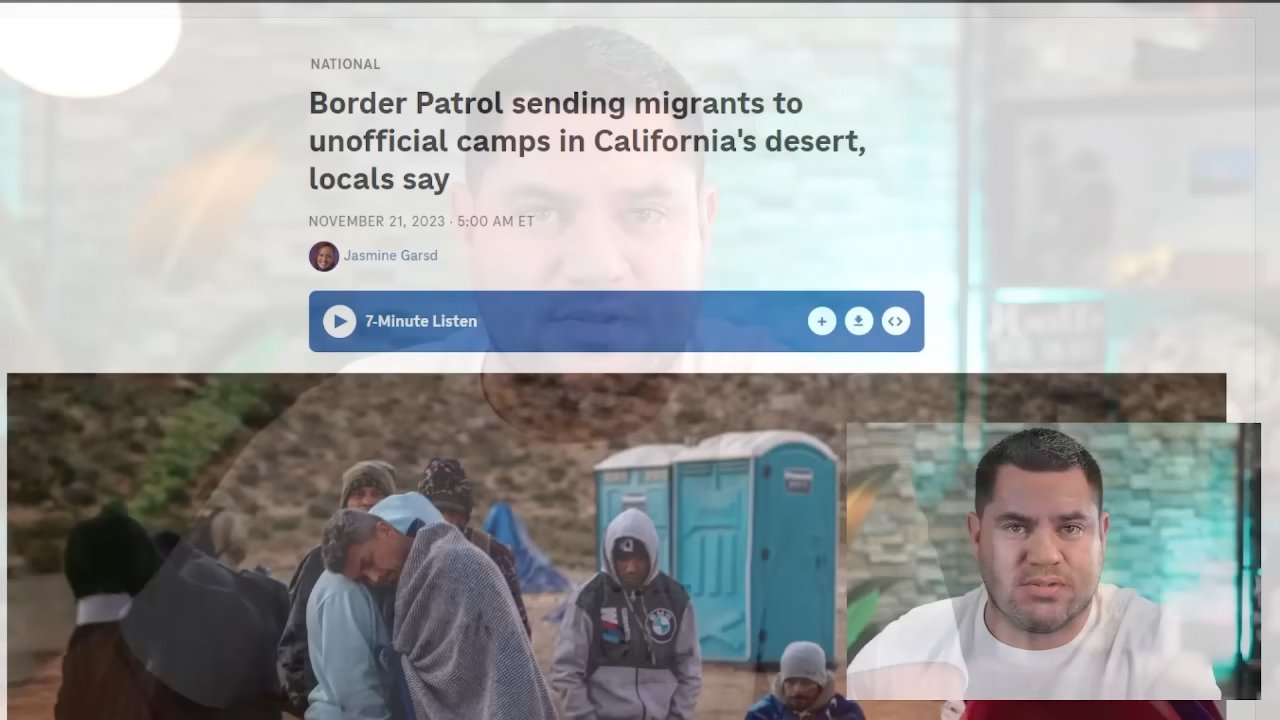 NATIONAL
Border Patrol sending migrants to
unofficial camps in California's desert,
locals say
NOVEMBER 21, 2023 · 5:00 AM ET
Jasmine Garsd
7-Minute Listen